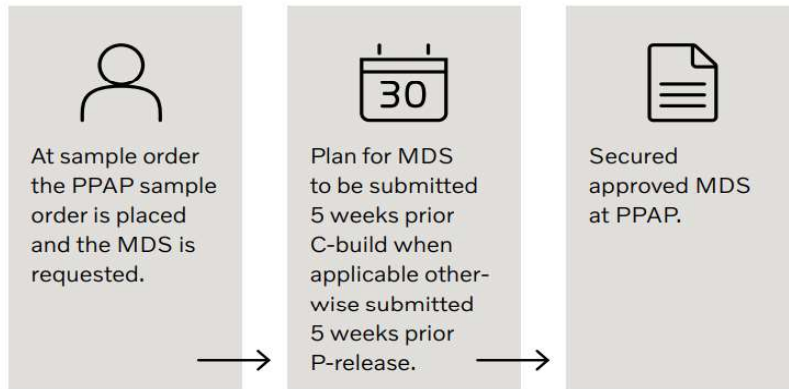 At sample order
the PPAP sample
order is placed
and the MDS is
requested.
30
Plan for MDS
to be submitted
5 weeks prior
C-build when
applicable other-
wise submitted
5 weeks prior
P-release.
Secured
approved MDS
at PPAP.